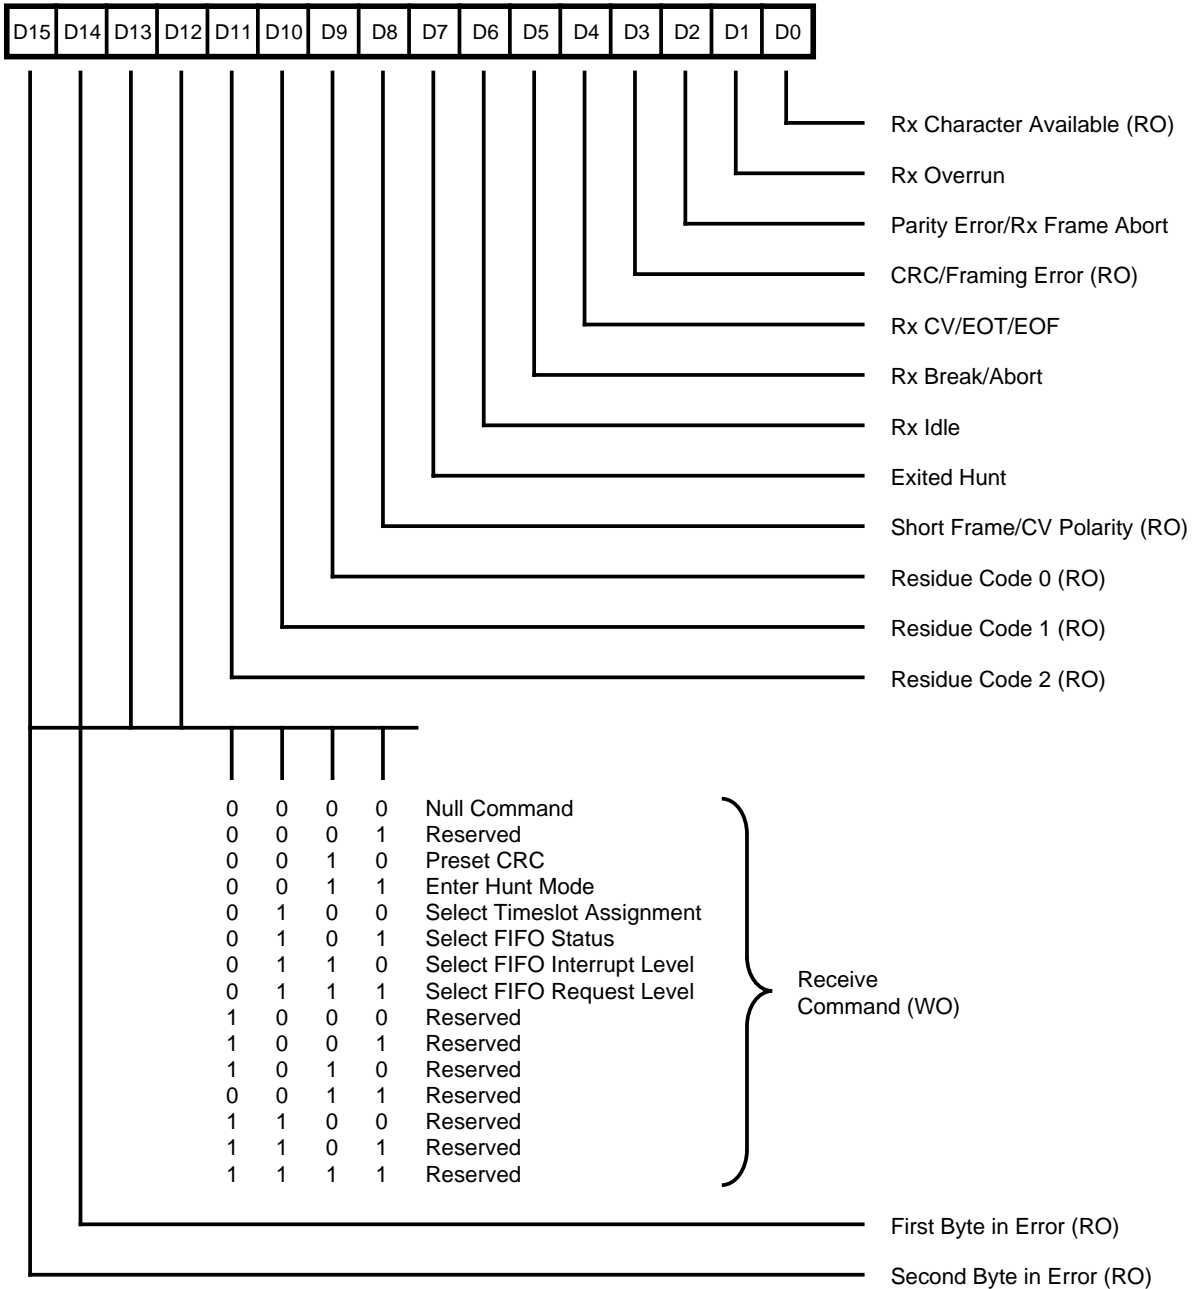 D15 D14 D13 D12 D11 D10 D9 D8 D7 D6 D5 D4 D3 D2 D1 D0
Rx Character Available (RO)
Rx Overrun
Parity Error/Rx Frame Abort
CRC/Framing Error (RO)
Rx CV/EOT/EOF
Rx Break/Abort
Rx Idle
Exited Hunt
Short Frame/CV Polarity (RO)
Residue Code 0 (RO)
Residue Code 1 (RO)
Residue Code 2 (RO)
0 0 0 0 Null Command
0 0 0 1 Reserved
0 0 1 0 Preset CRC
0 0 1 1 Enter Hunt Mode
0 1 0 0 Select Timeslot Assignment
0 1 0 1 Select FIFO Status
0 1 1 0 Select FIFO Interrupt Level
0 1 1 1 Select FIFO Request Level
1 0 0 0 Reserved
1 0 0 1 Reserved
1 0 1 0 Reserved
0 0 1 1 Reserved
1 1 0 0 Reserved
1 1 0 1 Reserved
1 1 1 1 Reserved
Receive
Command (WO)
First Byte in Error (RO)
Second Byte in Error (RO)